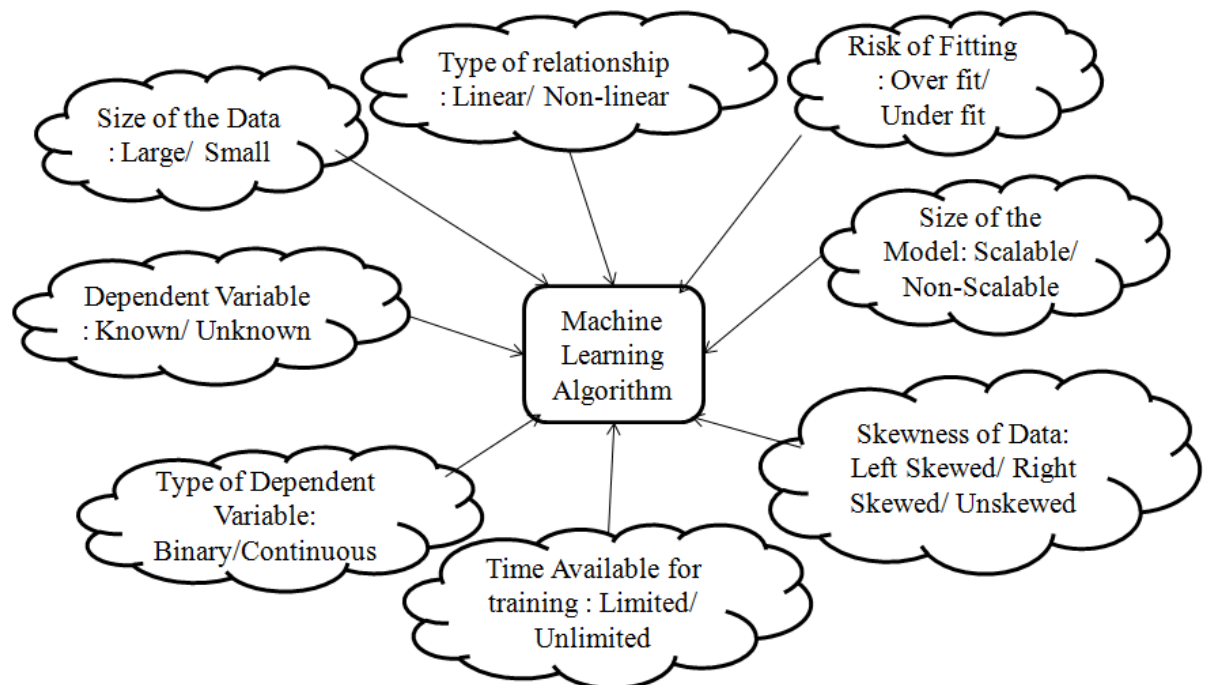 Size of the Data
: Large/ Small
Type of relationship
: Linear/ Non-linear
Risk of Fitting
: Over fit/
Under fit
Size of the
Model: Scalable/
Non-Scalable
Dependent Variable
: Known/ Unknown
Machine
Learning
Algorithm
Skewness of Data:
Left Skewed/ Right
Skewed/ Unskewed
Type of Dependent
Variable:
Binary/Continuous
Time Available for
training : Limited/
Unlimited